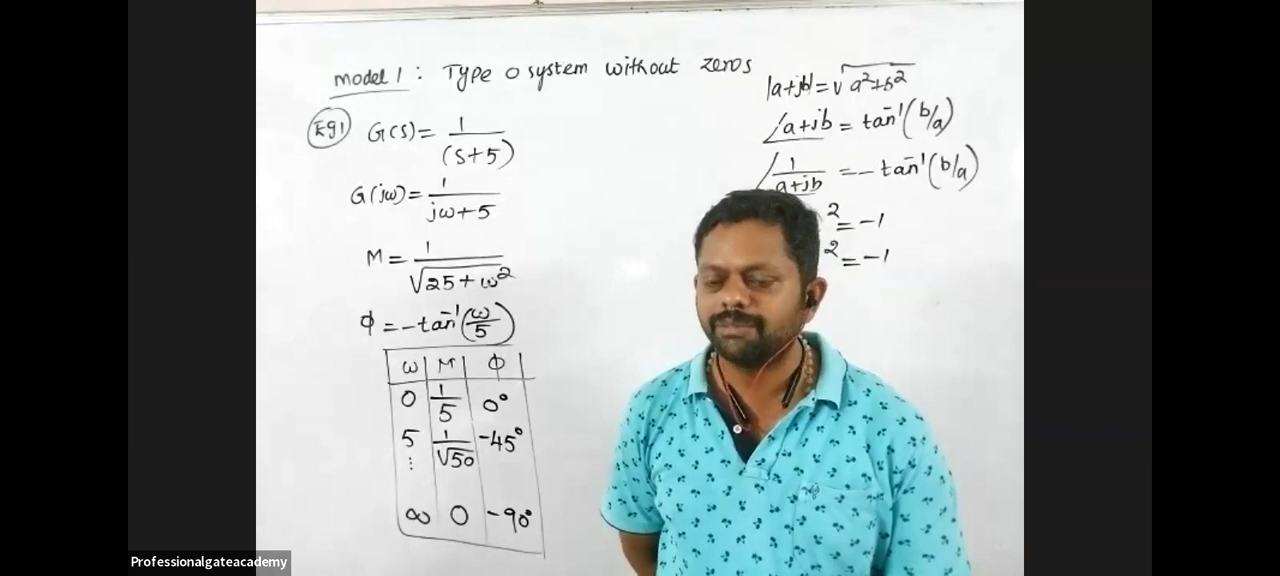 Model 1 : Type 0 system without zeros
Eg1 G(s) = 1/(s+5)
G(jω) = 1/(jω+5)
M = 1/√(25+ω²)
ϕ = -tan⁻¹(ω/5)
ω M ϕ
0 1/5 0°
5 1/√50 -45°
⋮
∞ 0 -90°
|a+jb| = √(a²+b²)
∠a+jb = tan⁻¹(b/a)
∠1/(a+jb) = -tan⁻¹(b/a)
² = -1
² = -1
Professionalgateacademy